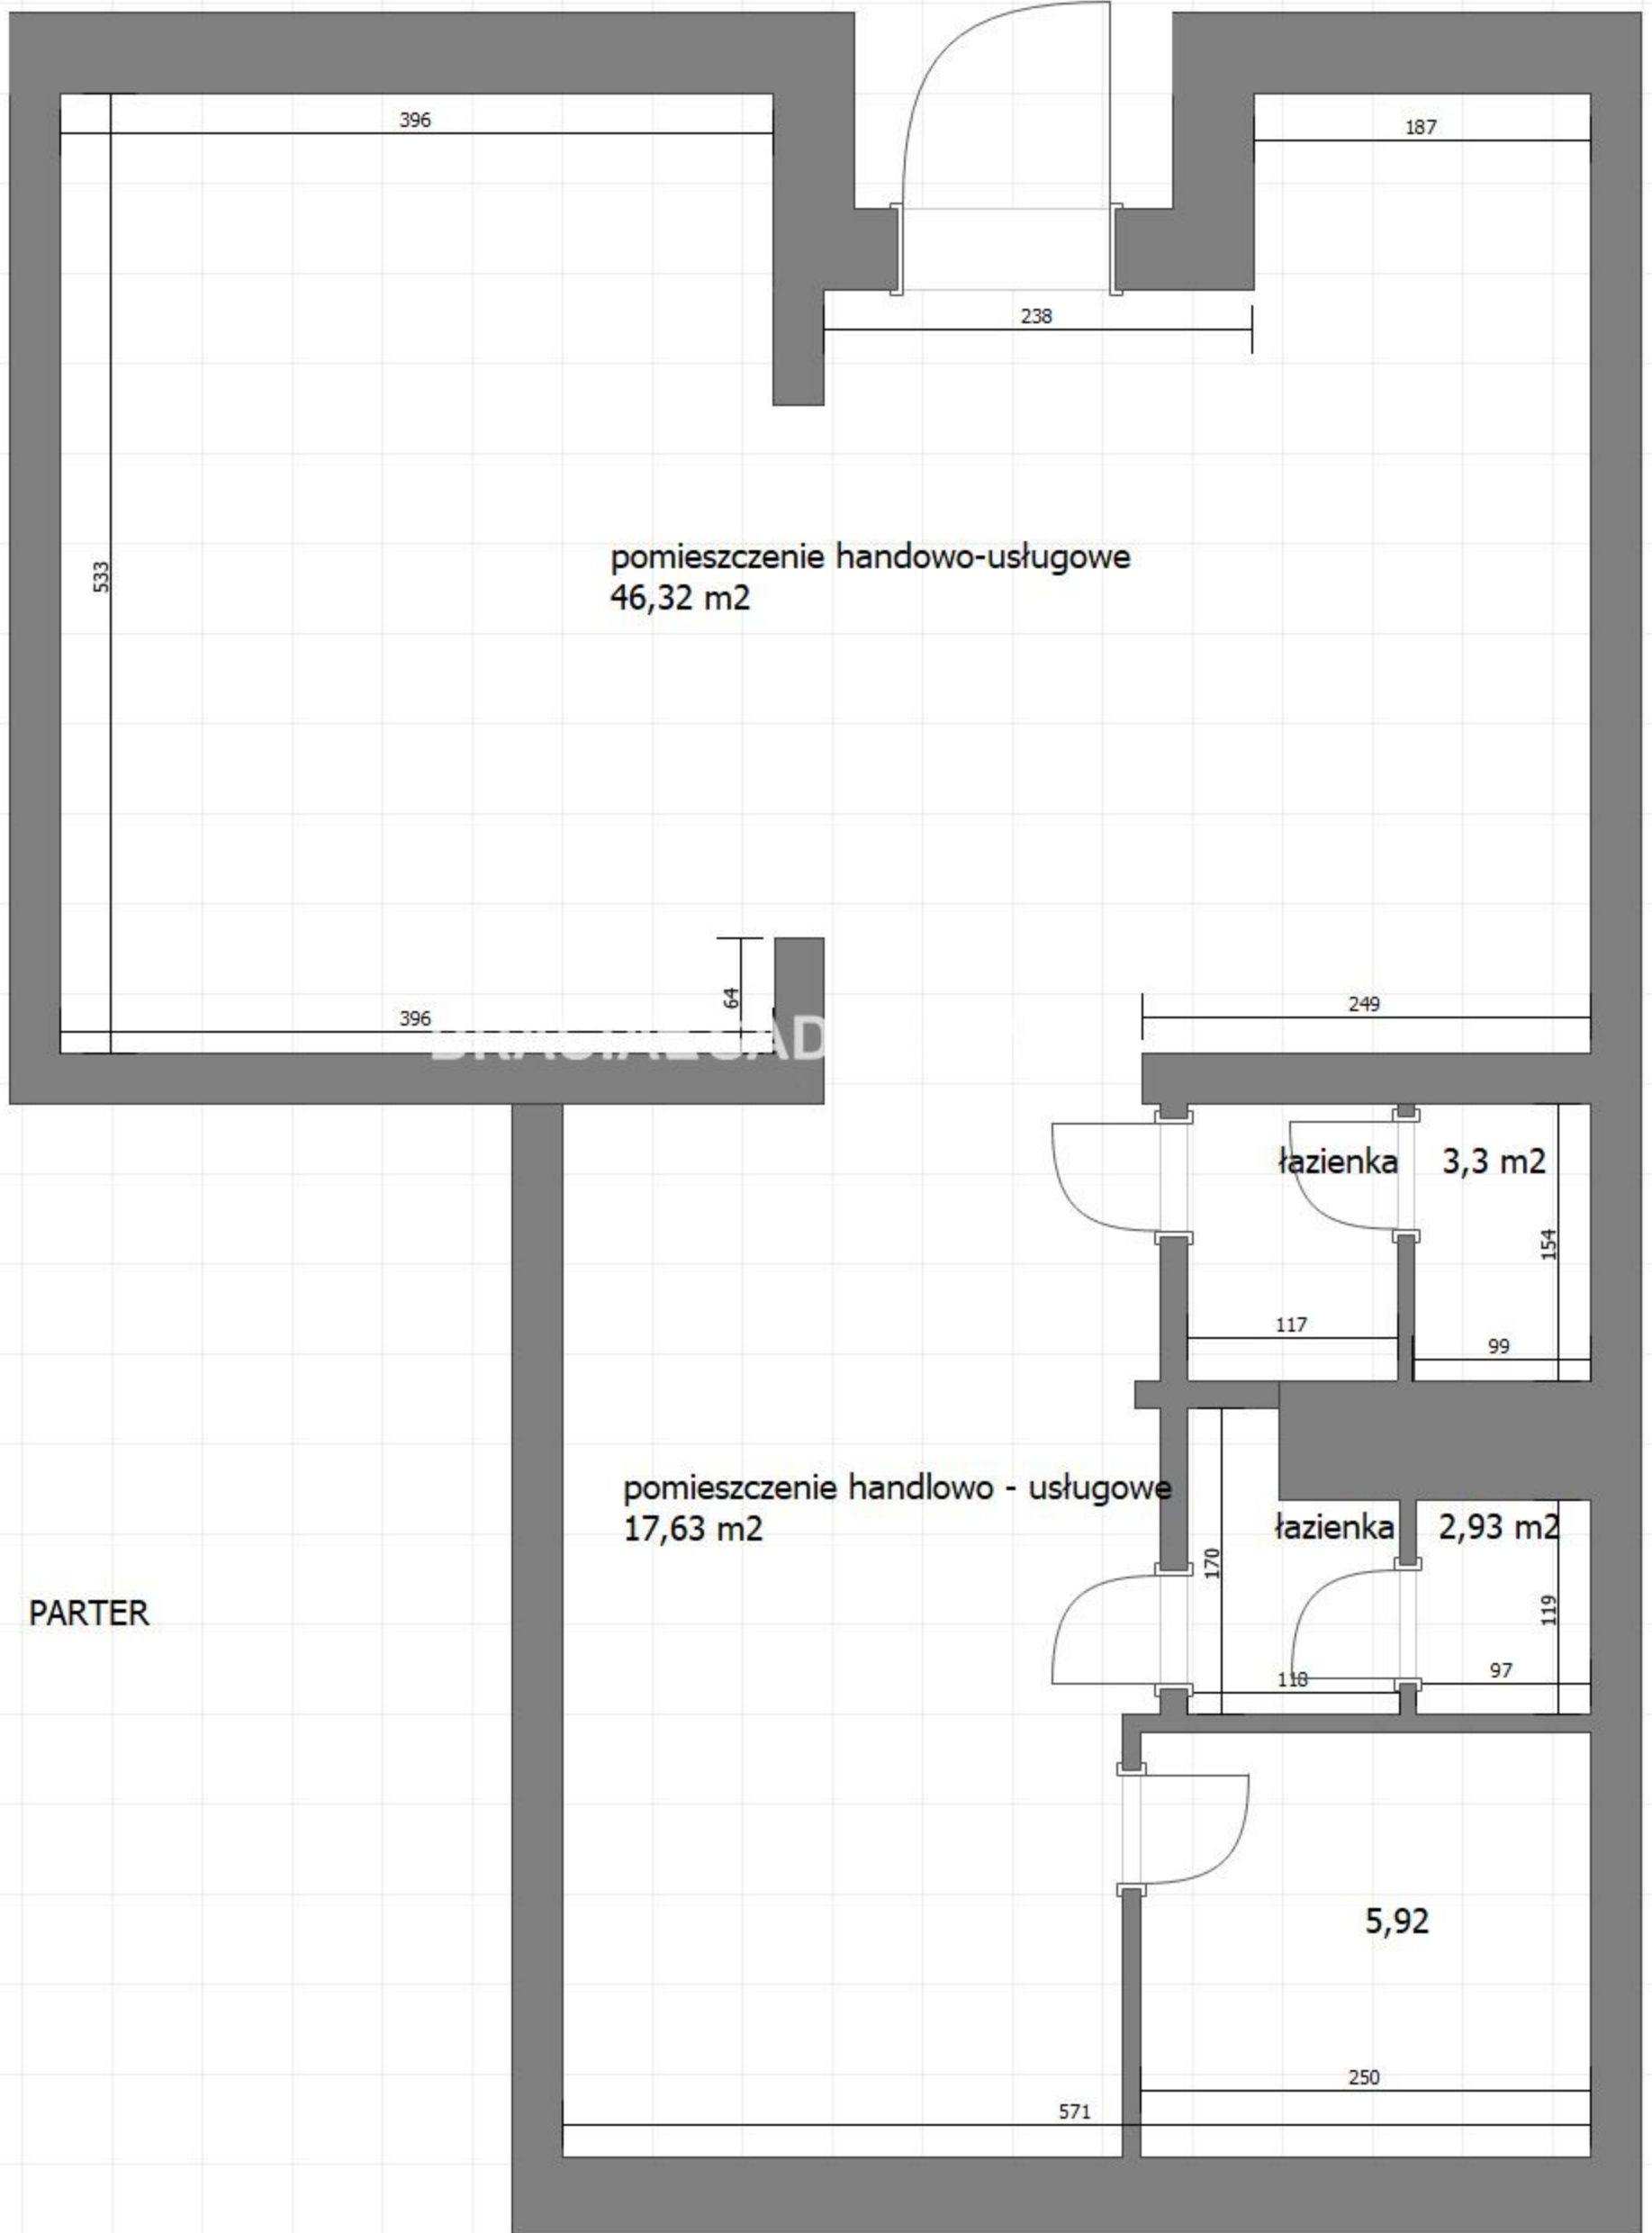 396
187
238
pomieszczenie handowo-usługowe
46,32 m2
533
64
396
249
łazienka 3,3 m2
154
117
99
pomieszczenie handlowo - usługowe
17,63 m2
łazienka 2,93 m2
170
119
PARTER
118
97
5,92
250
571